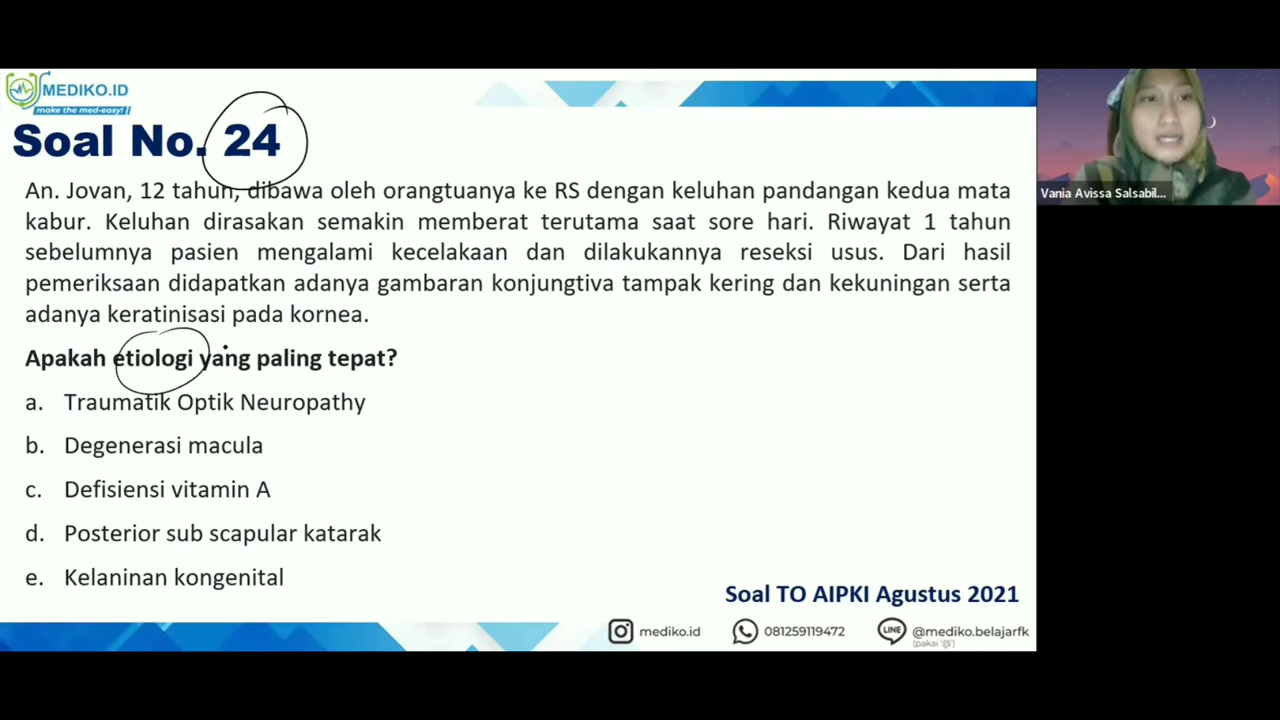 MEDIKO.ID
make the med-easy!
Soal No. 24
An. Jovan, 12 tahun, dibawa oleh orangtuanya ke RS dengan keluhan pandangan kedua mata
kabur. Keluhan dirasakan semakin memberat terutama saat sore hari. Riwayat 1 tahun
sebelumnya pasien mengalami kecelakaan dan dilakukannya reseksi usus. Dari hasil
pemeriksaan didapatkan adanya gambaran konjungtiva tampak kering dan kekuningan serta
adanya keratinisasi pada kornea.
Apakah etiologi yang paling tepat?
a. Traumatik Optik Neuropathy
b. Degenerasi macula
c. Defisiensi vitamin A
d. Posterior sub scapular katarak
e. Kelaninan kongenital
Soal TO AIPKI Agustus 2021
mediko.id
081259119472
LINE
@mediko.belajarfk
(pakai '@')
Vania Avissa Salsabil...